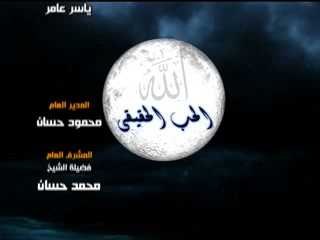 ياسر عامر
الله
الحب الحقيقي
المدير العام
محمود حسان
المشرف العام
فضيلة الشيخ
محمد حسان